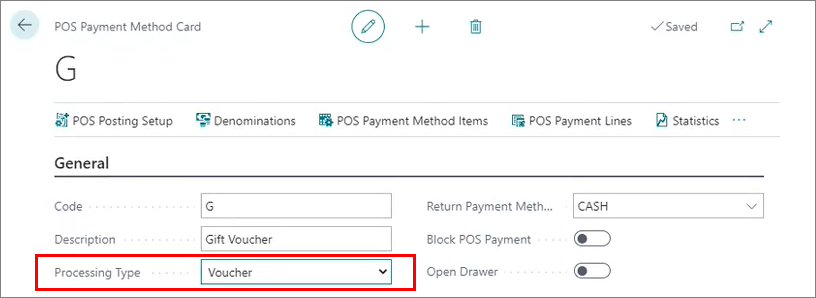 POS Payment Method Card
Saved
G
POS Posting Setup Denominations POS Payment Method Items POS Payment Lines Statistics ...
General
Code G Return Payment Meth... CASH
Description Gift Voucher Block POS Payment
Processing Type Voucher Open Drawer